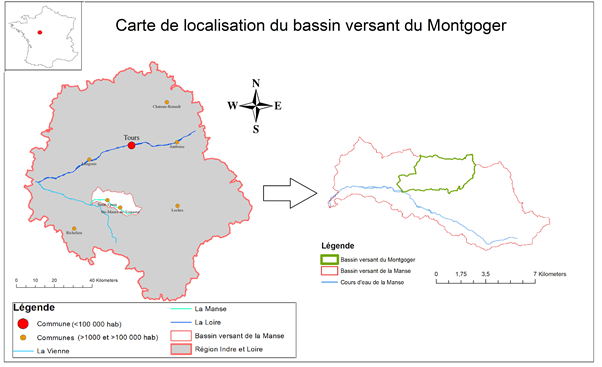 Carte de localisation du bassin versant du Montgoger
N
W E
S
Chateau-Renault
Tours
Amboise
Langeais
Loches
Richelieu
0 20 40 Kilometers
Légende
Commune (<100 000 hab)
Communes (>1000 et >100 000 hab)
La Vienne
La Manse
La Loire
Bassin versant de la Manse
Région Indre et Loire
Légende
Bassin versant du Montgoger
Bassin versant de la Manse
Cours d'eau de la Manse
0 1,75 3,5 7 Kilometers